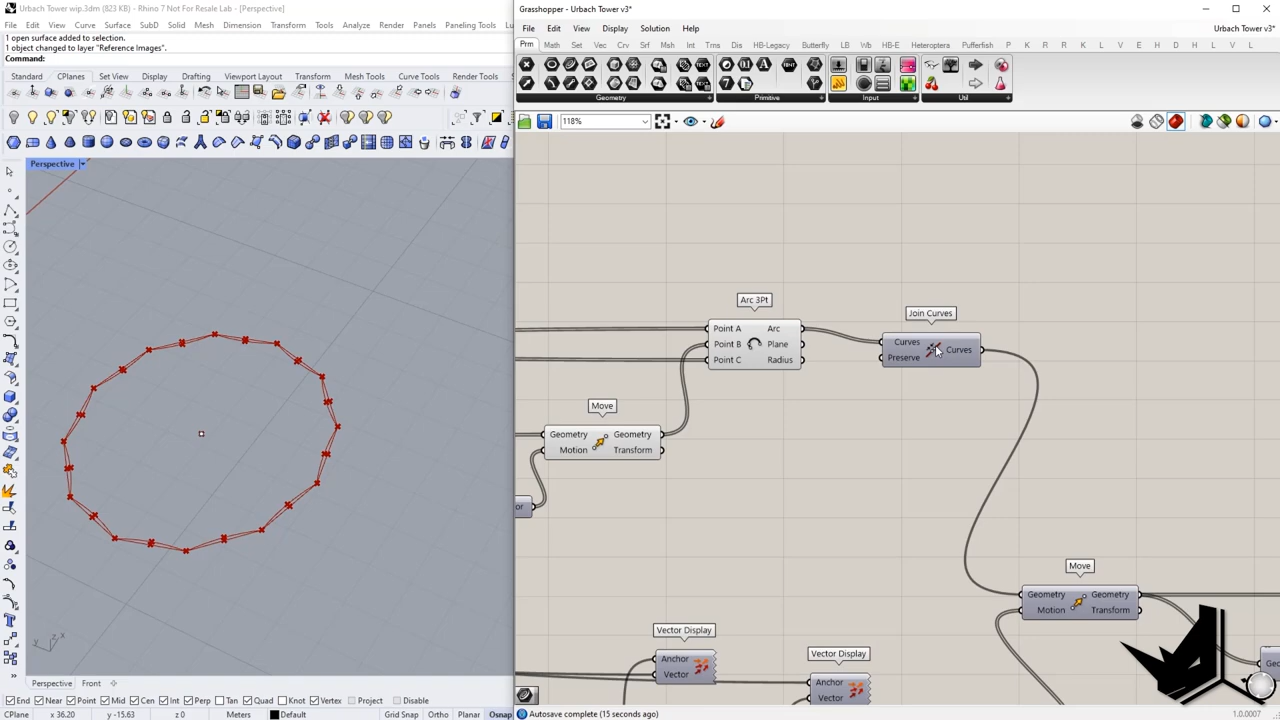 Urbach Tower wip.3dm (823 KB) - Rhino 7 Not For Resale Lab - [Perspective]
File Edit View Curve Surface SubD Solid Mesh Dimension Transform Tools Analyze Render Panels Paneling Tools
1 open surface added to selection.
1 object changed to layer "Reference Images".
Command:
Standard CPlanes Set View Display Drafting Viewport Layout Transform Mesh Tools Curve Tools Render Tools
Perspective
z
y x
Perspective Front
End Near Point Mid Cen Int Perp Tan Quad Knot Vertex Project Disable
CPlane x 36.20 y -15.63 z 0 Meters Default Grid Snap Ortho Planar Osnap
Grasshopper - Urbach Tower v3*
File Edit View Display Solution Help
Urbach Tower v3*
Prm Math Set Vec Crv Srf Msh Int Trns Dis HB-Legacy Butterfly LB Wb HB-E Heteroptera Pufferfish P K R K L V E H D H L V L
Geometry Primitive Input Util
118%
Arc 3Pt
Point A Arc
Point B Plane
Point C Radius
Join Curves
Curves Curves
Preserve
Move
Geometry Geometry
Motion Transform
or
Move
Geometry Geometry
Motion Transform
Vector Display
Anchor
Vector
Vector Display
Anchor
Vector
Autosave complete (15 seconds ago)
1.0.0007